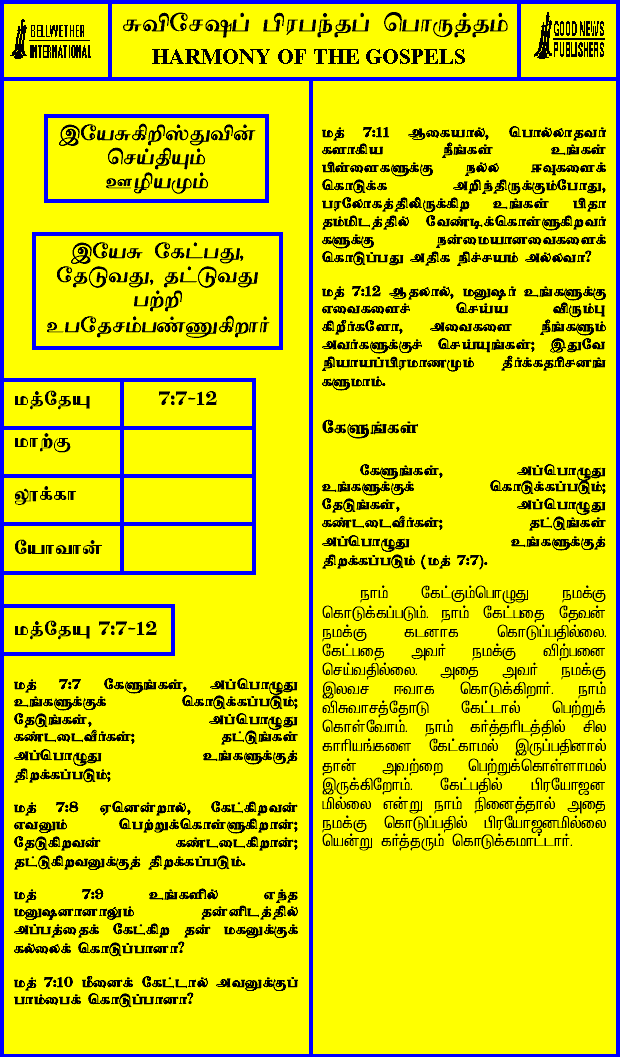 BELLWETHER
INTERNATIONAL
சுவிசேஷப் பிரபந்தப் பொருத்தம்
HARMONY OF THE GOSPELS
GOOD NEWS
PUBLISHERS
இயேசுகிறிஸ்துவின்
செய்தியும்
ஊழியமும்
இயேசு கேட்பது,
தேடுவது, தட்டுவது
பற்றி
உபதேசம்பண்ணுகிறார்
மத்தேயு 7:7-12
மாற்கு
லூக்கா
யோவான்
மத்தேயு 7:7-12
மத் 7:7 கேளுங்கள், அப்பொழுது
உங்களுக்குக் கொடுக்கப்படும்;
தேடுங்கள், அப்பொழுது
கண்டடைவீர்கள்; தட்டுங்கள்
அப்பொழுது உங்களுக்குத்
திறக்கப்படும்;
மத் 7:8 ஏனென்றால், கேட்கிறவன்
எவனும் பெற்றுக்கொள்ளுகிறான்;
தேடுகிறவன் கண்டடைகிறான்;
தட்டுகிறவனுக்குத் திறக்கப்படும்.
மத் 7:9 உங்களில் எந்த
மனுஷனானாலும் தன்னிடத்தில்
அப்பத்தைக் கேட்கிற தன் மகனுக்குக்
கல்லைக் கொடுப்பானா?
மத் 7:10 மீனைக் கேட்டால் அவனுக்குப்
பாம்பைக் கொடுப்பானா?
மத் 7:11 ஆகையால், பொல்லாதவர்
களாகிய நீங்கள் உங்கள்
பிள்ளைகளுக்கு நல்ல ஈவுகளைக்
கொடுக்க அறிந்திருக்கும்போது,
பரலோகத்திலிருக்கிற உங்கள் பிதா
தம்மிடத்தில் வேண்டிக்கொள்ளுகிறவர்
களுக்கு நன்மையானவைகளைக்
கொடுப்பது அதிக நிச்சயம் அல்லவா?
மத் 7:12 ஆதலால், மனுஷர் உங்களுக்கு
எவைகளைச் செய்ய விரும்பு
கிறீர்களோ, அவைகளை நீங்களும்
அவர்களுக்குச் செய்யுங்கள்; இதுவே
நியாயப்பிரமாணமும் தீர்க்கதரிசனங்
களுமாம்.
கேளுங்கள்
கேளுங்கள், அப்பொழுது
உங்களுக்குக் கொடுக்கப்படும்;
தேடுங்கள், அப்பொழுது
கண்டடைவீர்கள்; தட்டுங்கள்
அப்பொழுது உங்களுக்குத்
திறக்கப்படும் (மத் 7:7).
நாம் கேட்கும்பொழுது நமக்கு
கொடுக்கப்படும். நாம் கேட்பதை தேவன்
நமக்கு கடனாக கொடுப்பதில்லை.
கேட்பதை அவர் நமக்கு விற்பனை
செய்வதில்லை. அதை அவர் நமக்கு
இலவச ஈவாக கொடுக்கிறார். நாம்
விசுவாசத்தோடு கேட்டால் பெற்றுக்
கொள்வோம். நாம் கர்த்தரிடத்தில் சில
காரியங்களை கேட்காமல் இருப்பதினால்
தான் அவற்றை பெற்றுக்கொள்ளாமல்
இருக்கிறோம். கேட்பதில் பிரயோஜன
மில்லை என்று நாம் நினைத்தால் அதை
நமக்கு கொடுப்பதில் பிரயோஜனமில்லை
யென்று கர்த்தரும் கொடுக்கமாட்டார்.